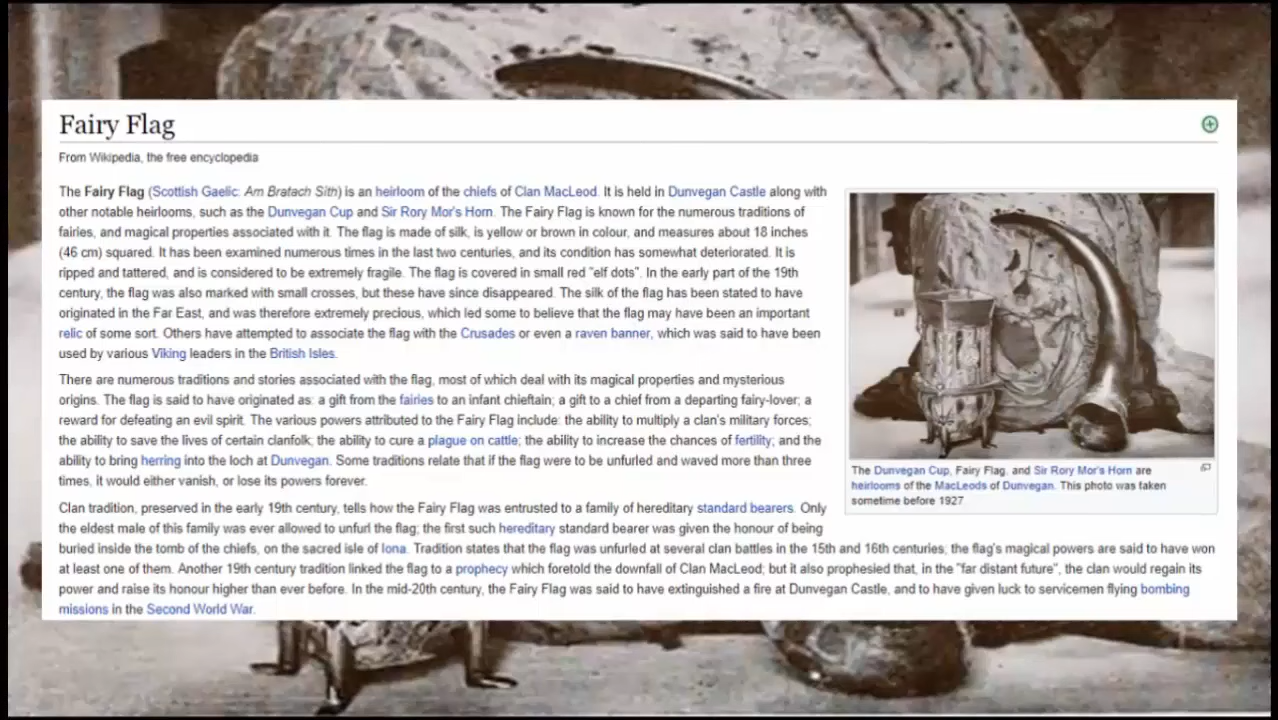 Fairy Flag
From Wikipedia, the free encyclopedia
The Fairy Flag (Scottish Gaelic: Am Bratach Sìth) is an heirloom of the chiefs of Clan MacLeod. It is held in Dunvegan Castle along with
other notable heirlooms, such as the Dunvegan Cup and Sir Rory Mor's Horn. The Fairy Flag is known for the numerous traditions of
fairies, and magical properties associated with it. The flag is made of silk, is yellow or brown in colour, and measures about 18 inches
(46 cm) squared. It has been examined numerous times in the last two centuries, and its condition has somewhat deteriorated. It is
ripped and tattered, and is considered to be extremely fragile. The flag is covered in small red "elf dots". In the early part of the 19th
century, the flag was also marked with small crosses, but these have since disappeared. The silk of the flag has been stated to have
originated in the Far East, and was therefore extremely precious, which led some to believe that the flag may have been an important
relic of some sort. Others have attempted to associate the flag with the Crusades or even a raven banner, which was said to have been
used by various Viking leaders in the British Isles.
There are numerous traditions and stories associated with the flag, most of which deal with its magical properties and mysterious
origins. The flag is said to have originated as: a gift from the fairies to an infant chieftain; a gift to a chief from a departing fairy-lover; a
reward for defeating an evil spirit. The various powers attributed to the Fairy Flag include: the ability to multiply a clan's military forces;
the ability to save the lives of certain clanfolk; the ability to cure a plague on cattle; the ability to increase the chances of fertility; and the
ability to bring herring into the loch at Dunvegan. Some traditions relate that if the flag were to be unfurled and waved more than three
times, it would either vanish, or lose its powers forever.
Clan tradition, preserved in the early 19th century, tells how the Fairy Flag was entrusted to a family of hereditary standard bearers. Only
the eldest male of this family was ever allowed to unfurl the flag; the first such hereditary standard bearer was given the honour of being
buried inside the tomb of the chiefs, on the sacred isle of Iona. Tradition states that the flag was unfurled at several clan battles in the 15th and 16th centuries; the flag's magical powers are said to have won
at least one of them. Another 19th century tradition linked the flag to a prophecy which foretold the downfall of Clan MacLeod; but it also prophesied that, in the "far distant future", the clan would regain its
power and raise its honour higher than ever before. In the mid-20th century, the Fairy Flag was said to have extinguished a fire at Dunvegan Castle, and to have given luck to servicemen flying bombing
missions in the Second World War.
The Dunvegan Cup, Fairy Flag, and Sir Rory Mor's Horn are
heirlooms of the MacLeods of Dunvegan. This photo was taken
sometime before 1927